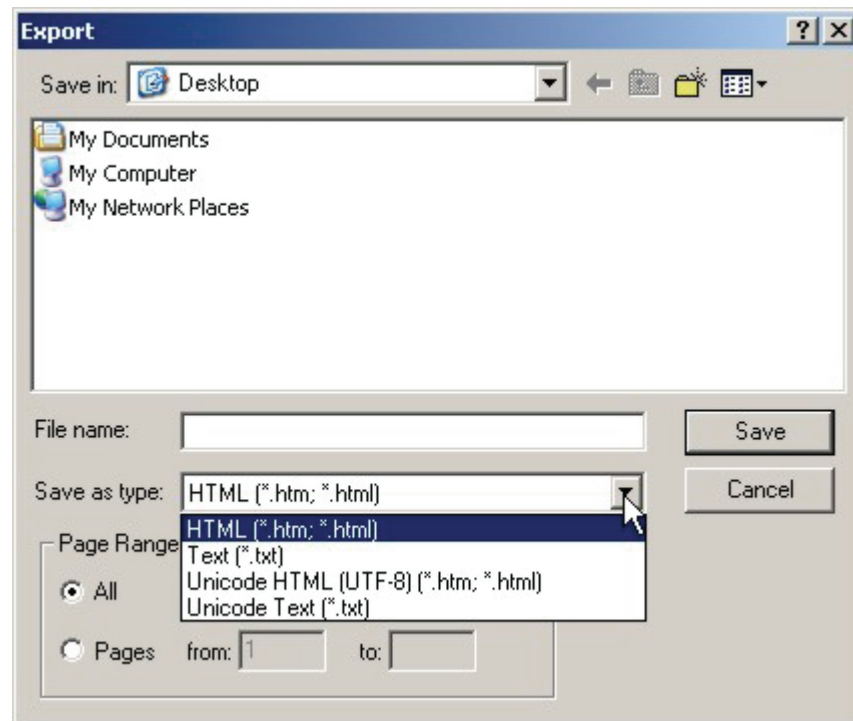 Export
Save in: Desktop
My Documents
My Computer
My Network Places
File name:
Save
Save as type: HTML (*.htm; *.html)
Cancel
HTML (*.htm; *.html)
Text (*.txt)
Unicode HTML (UTF-8) (*.htm; *.html)
Unicode Text (*.txt)
Page Range
All
Pages from: 1 to: